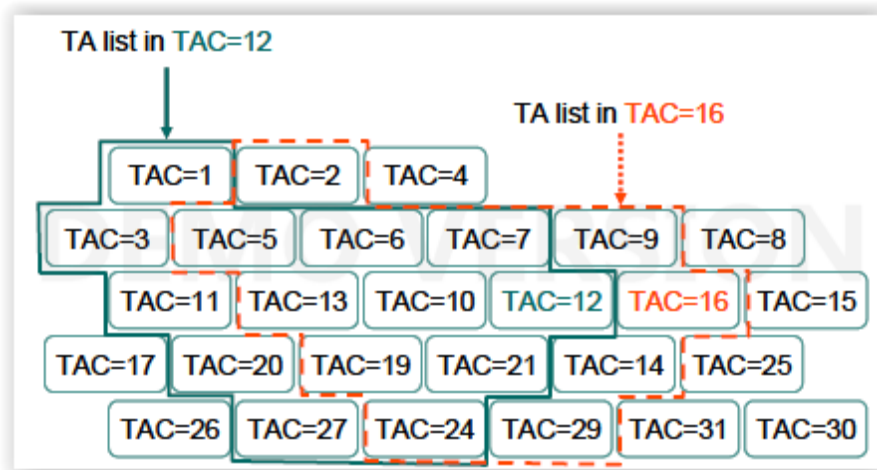 TA list in TAC=12
TA list in TAC=16
TAC=1 TAC=2 TAC=4
TAC=3 TAC=5 TAC=6 TAC=7 TAC=9 TAC=8
TAC=11 TAC=13 TAC=10 TAC=12 TAC=16 TAC=15
TAC=17 TAC=20 TAC=19 TAC=21 TAC=14 TAC=25
TAC=26 TAC=27 TAC=24 TAC=29 TAC=31 TAC=30
DEMO VERSION